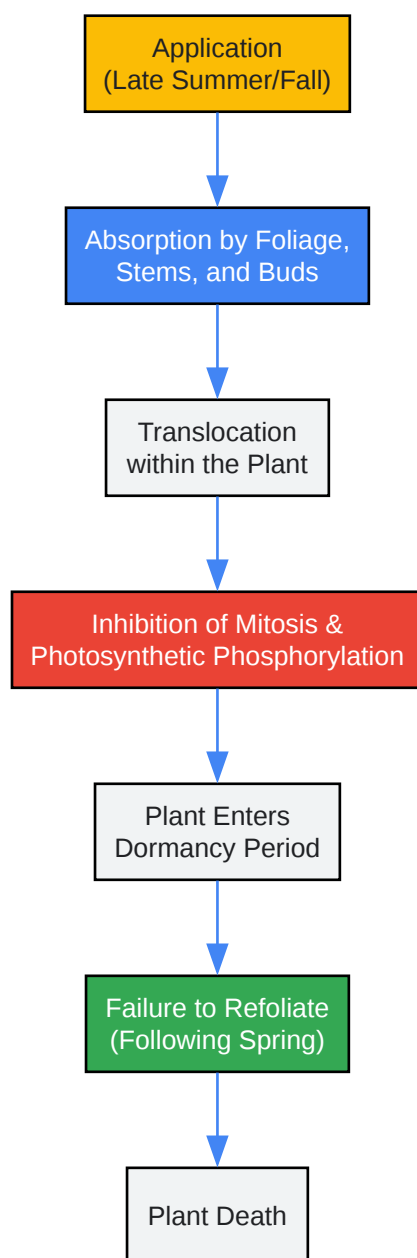 Application
(Late Summer/Fall)
Absorption by Foliage,
Stems, and Buds
Translocation
within the Plant
Inhibition of Mitosis &
Photosynthetic Phosphorylation
Plant Enters
Dormancy Period
Failure to Refoliate
(Following Spring)
Plant Death